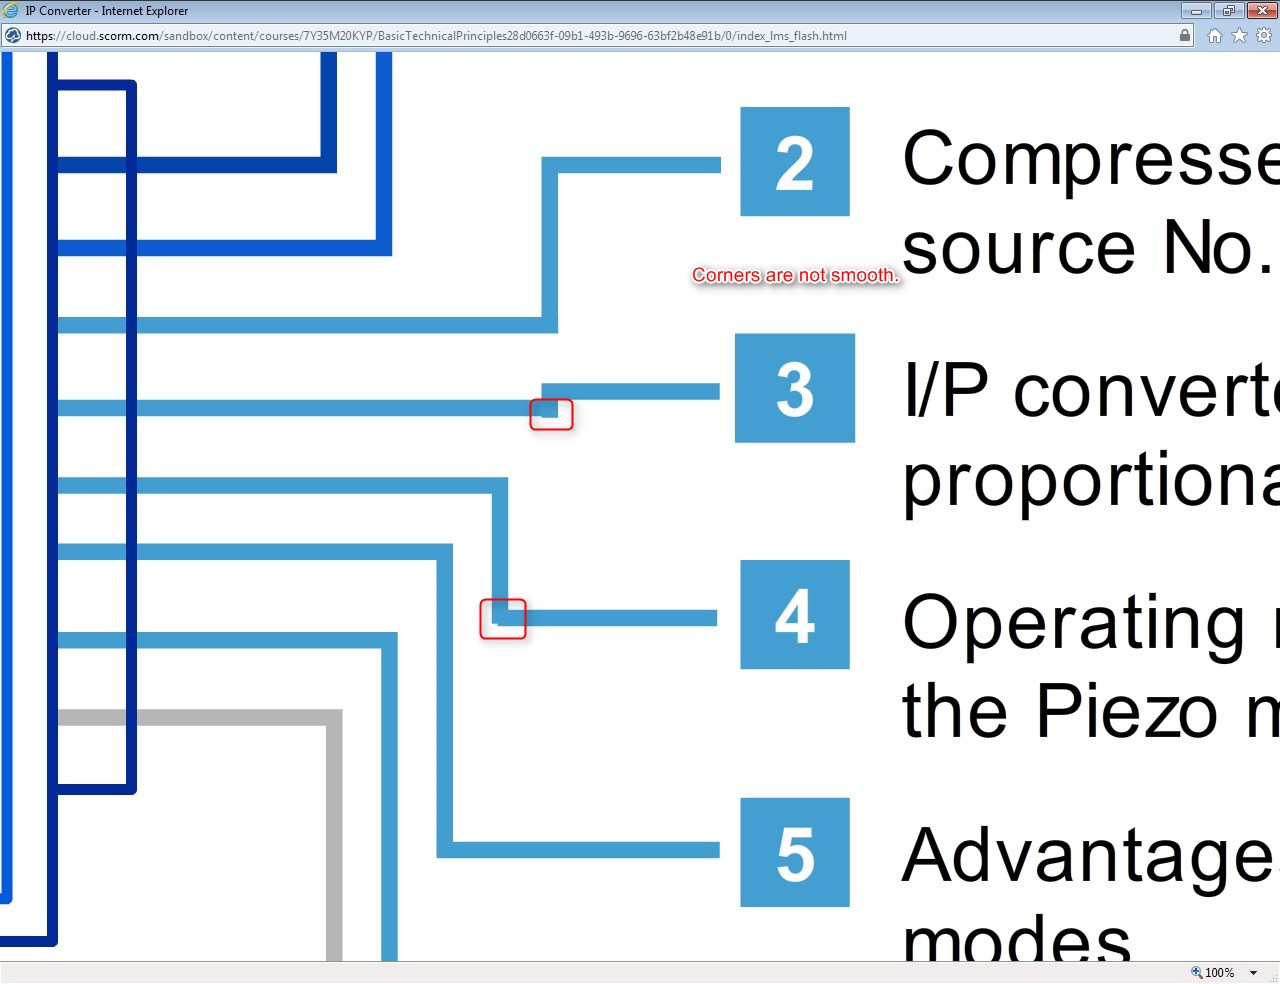 IP Converter - Internet Explorer
https://cloud.scorm.com/sandbox/content/courses/7Y35M20KYP/BasicTechnicalPrinciples28d0663f-09b1-493b-9696-63bf2b48e91b/0/index_lms_flash.html
2
Compresse
source No.
Corners are not smooth.
3
I/P converte
proportiona
4
Operating
the Piezo m
5
Advantages
modes
100%